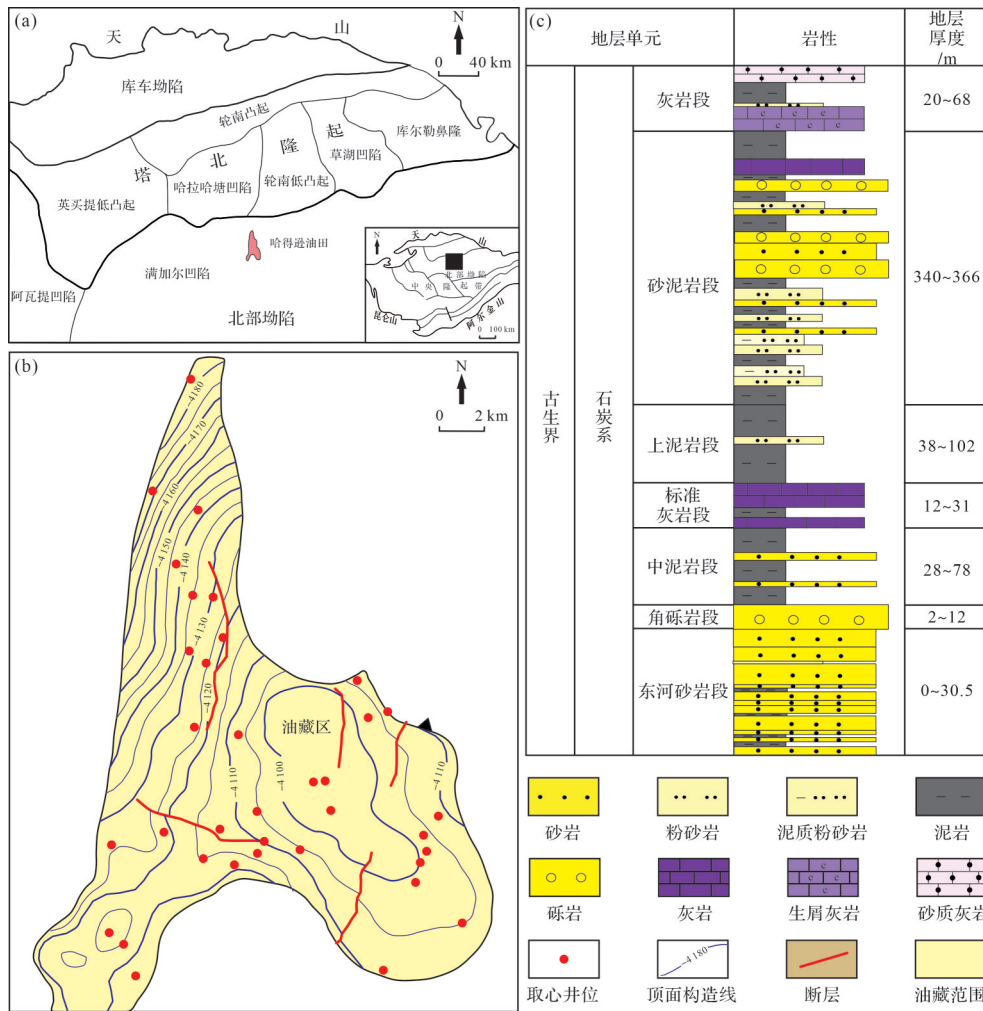 (a)
天
山
N
0 40 km
库车坳陷
轮南凸起
塔
北
隆
起
库尔勒鼻隆
草湖凹陷
哈拉哈塘凹陷
轮南低凸起
英买提低凸起
哈得逊油田
满加尔凹陷
阿瓦提凹陷
北部坳陷
N
天
山
北部坳陷
中央隆起带
昆仑山
阿尔金山
0 100 km
(b)
N
0 2 km
-4180
-4170
-4160
-4150
-4140
-4130
-4120
-4110
-4100
-4110
油藏区
(c)
地层单元
岩性
地层
厚度
/m
古生界
石炭系
灰岩段
20~68
砂泥岩段
340~366
上泥岩段
38~102
标准
灰岩段
12~31
中泥岩段
28~78
角砾岩段
2~12
东河砂岩段
0~30.5
砂岩
粉砂岩
泥质粉砂岩
泥岩
c c c
c c
砾岩
灰岩
生屑灰岩
砂质灰岩
-4180
取心井位
顶面构造线
断层
油藏范围